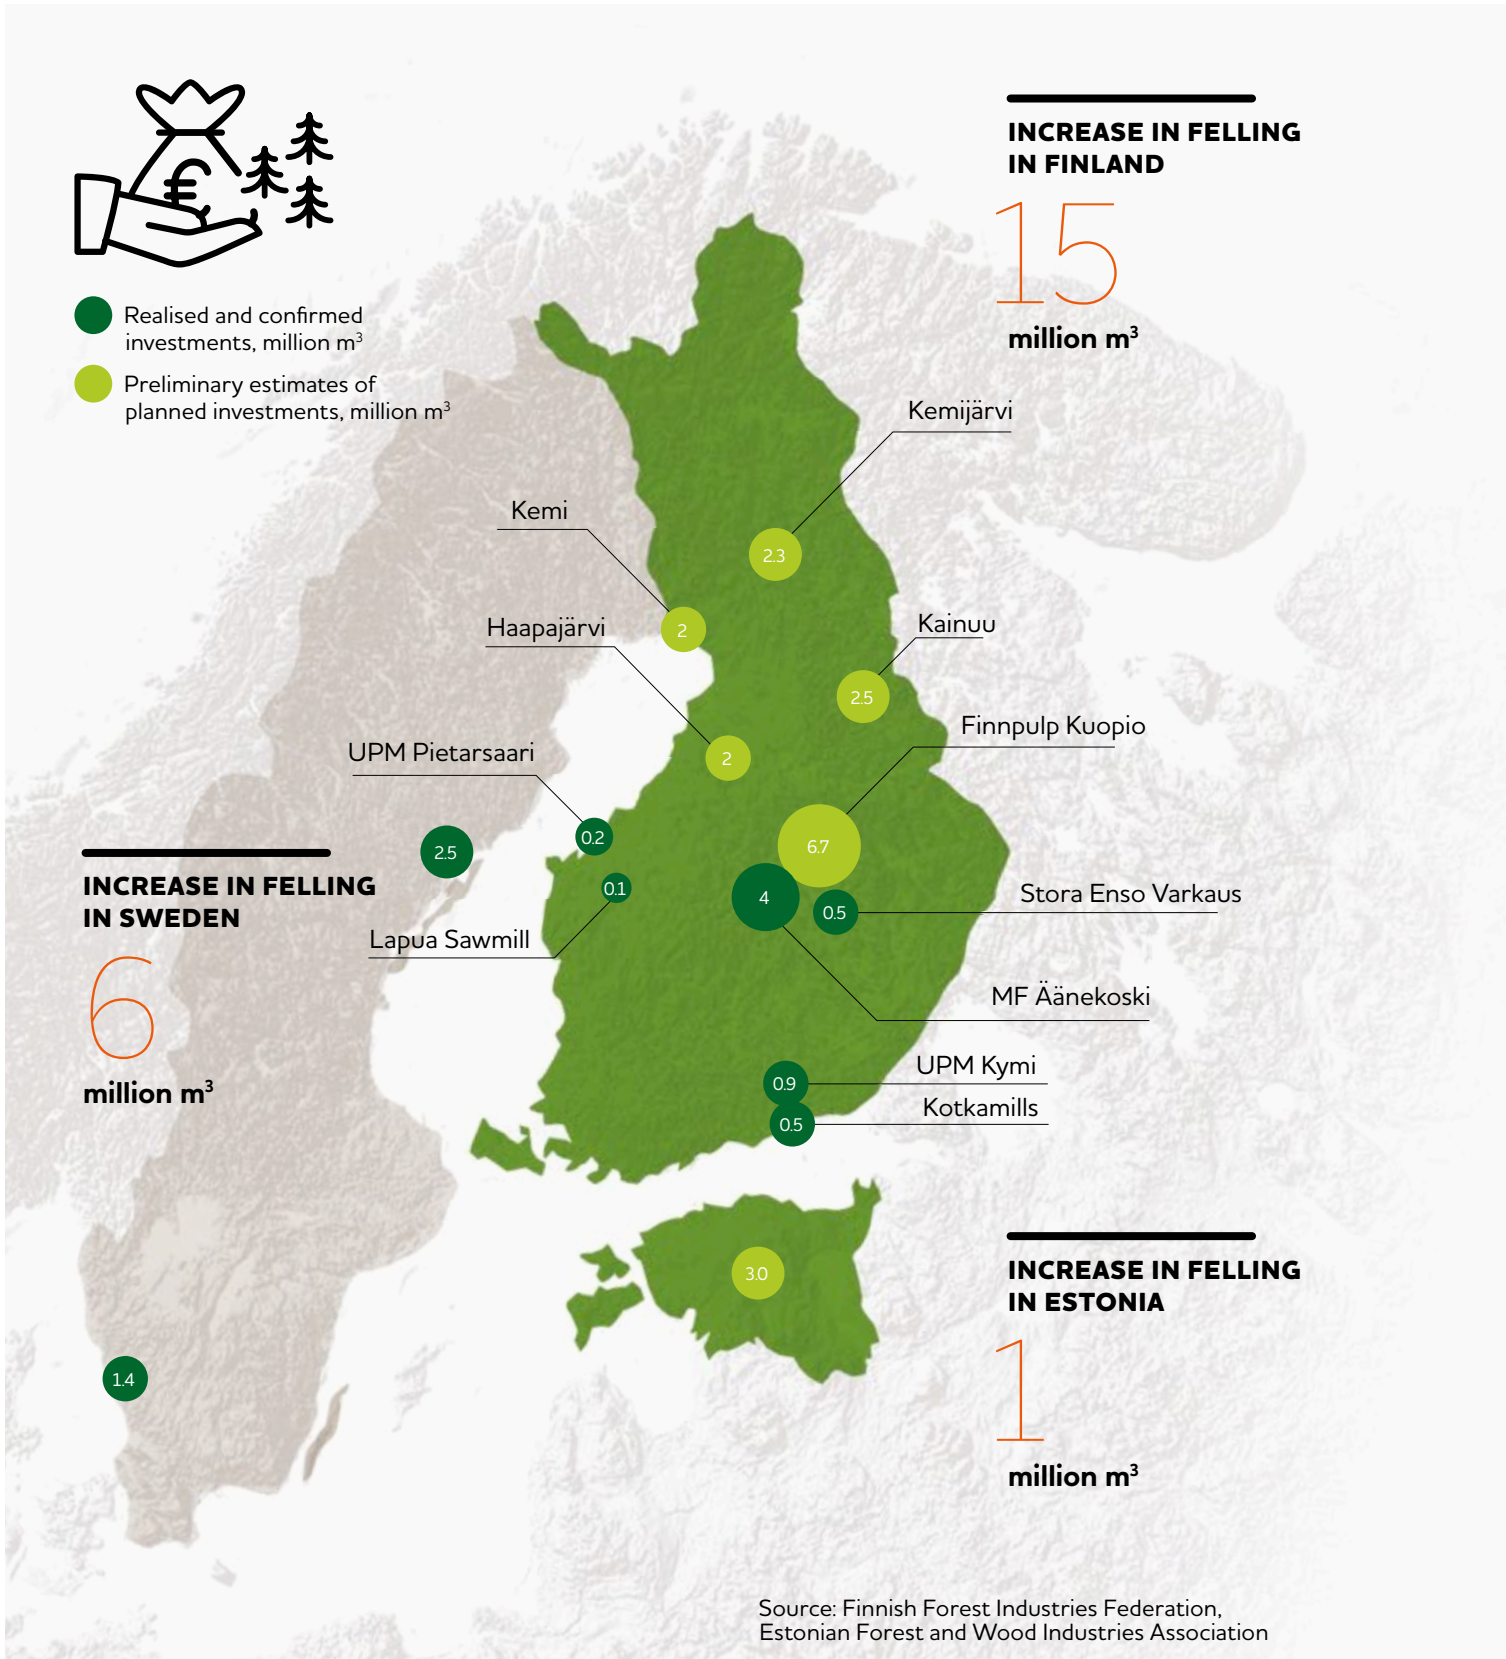 INCREASE IN FELLING
IN FINLAND
15
million m³
€
Realised and confirmed
investments, million m³
Preliminary estimates of
planned investments, million m³
Kemijärvi
2.3
Kemi
2
Haapajärvi
2
Kainuu
2.5
Finnpulp Kuopio
6.7
UPM Pietarsaari
0.2
2.5
INCREASE IN FELLING
IN SWEDEN
6
million m³
0.1
Lapua Sawmill
4
MF Äänekoski
0.5
Stora Enso Varkaus
UPM Kymi
0.9
Kotkamills
0.5
3.0
1.4
INCREASE IN FELLING
IN ESTONIA
1
million m³
Source: Finnish Forest Industries Federation,
Estonian Forest and Wood Industries Association